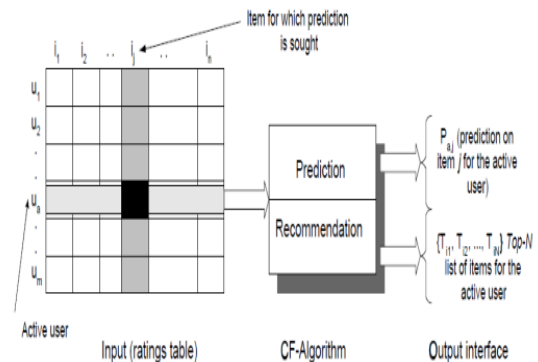 Item for which prediction
is sought
i1 i2 . . ij . . in
u1
u2
.
.
ua
.
.
um
Active user
Input (ratings table)
Prediction
Recommendation
CF-Algorithm
Pa,j (prediction on
item j for the active
user)
{Ti1, Ti2, ..., TiN} Top-N
list of items for the
active user
Output interface